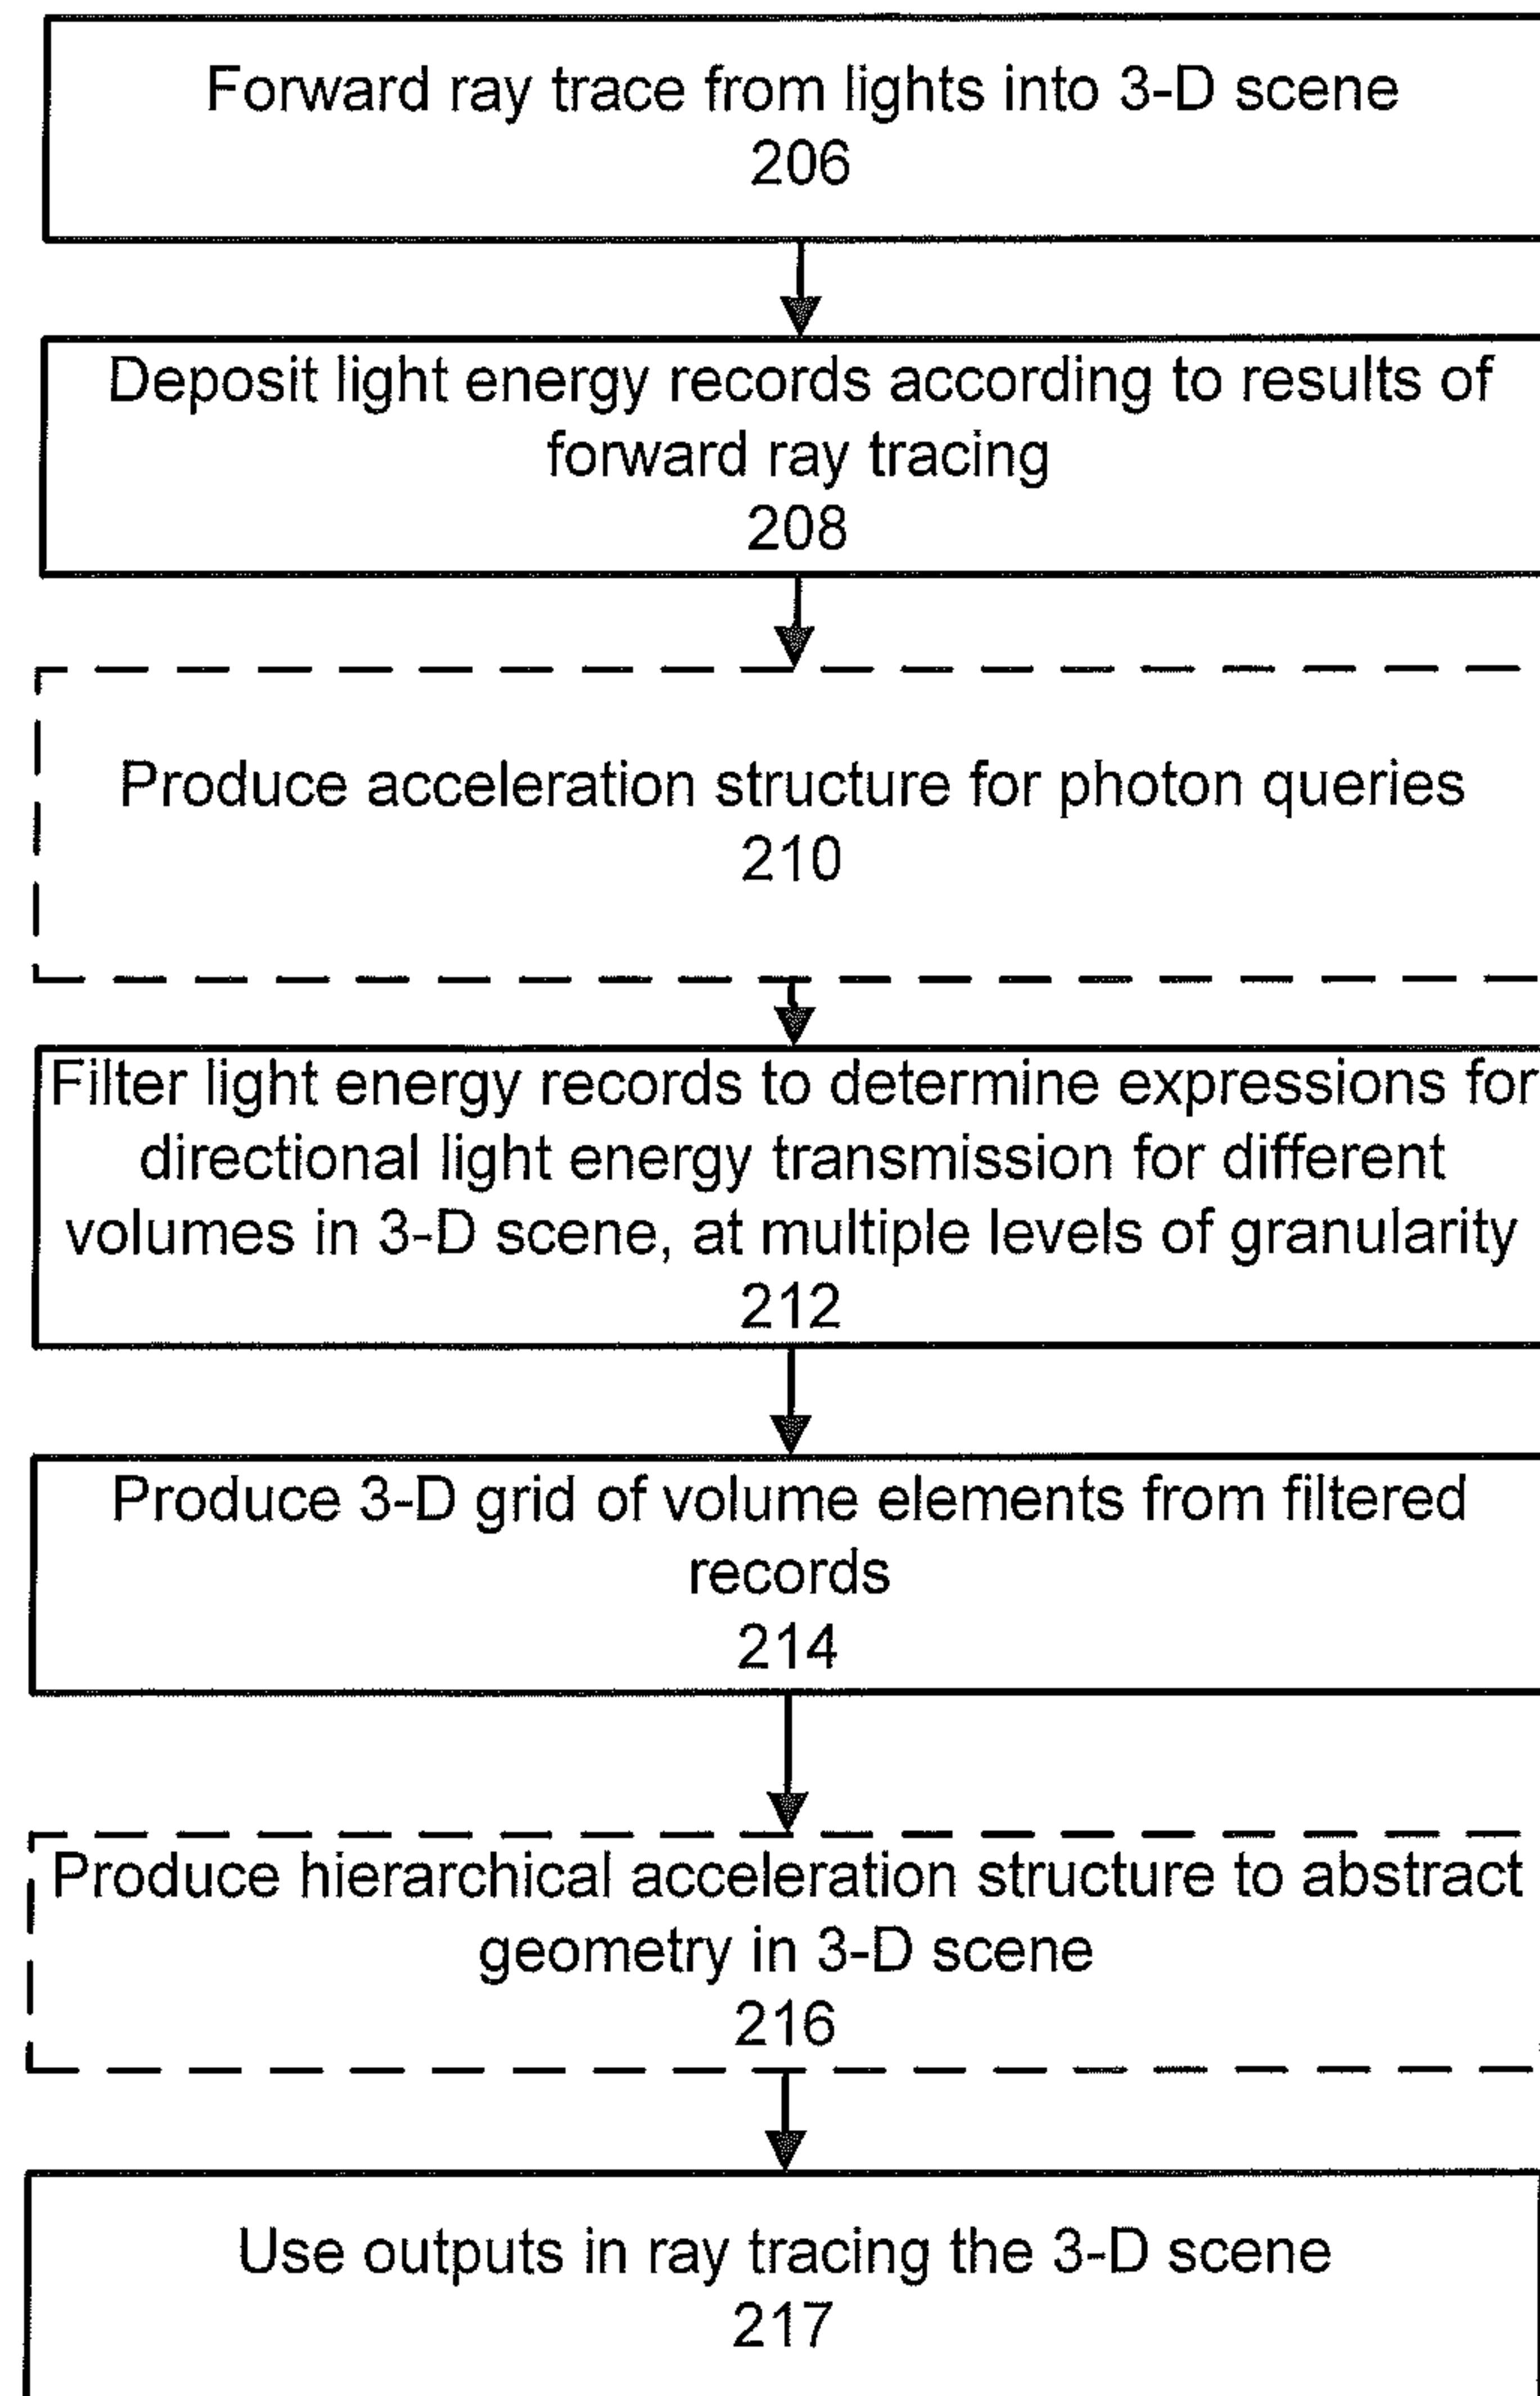 Forward ray trace from lights into 3-D scene
206
Deposit light energy records according to results of
forward ray tracing
208
Produce acceleration structure for photon queries
210
Filter light energy records to determine expressions for
directional light energy transmission for different
volumes in 3-D scene, at multiple levels of granularity
212
Produce 3-D grid of volume elements from filtered
records
214
Produce hierarchical acceleration structure to abstract
geometry in 3-D scene
216
Use outputs in ray tracing the 3-D scene
217